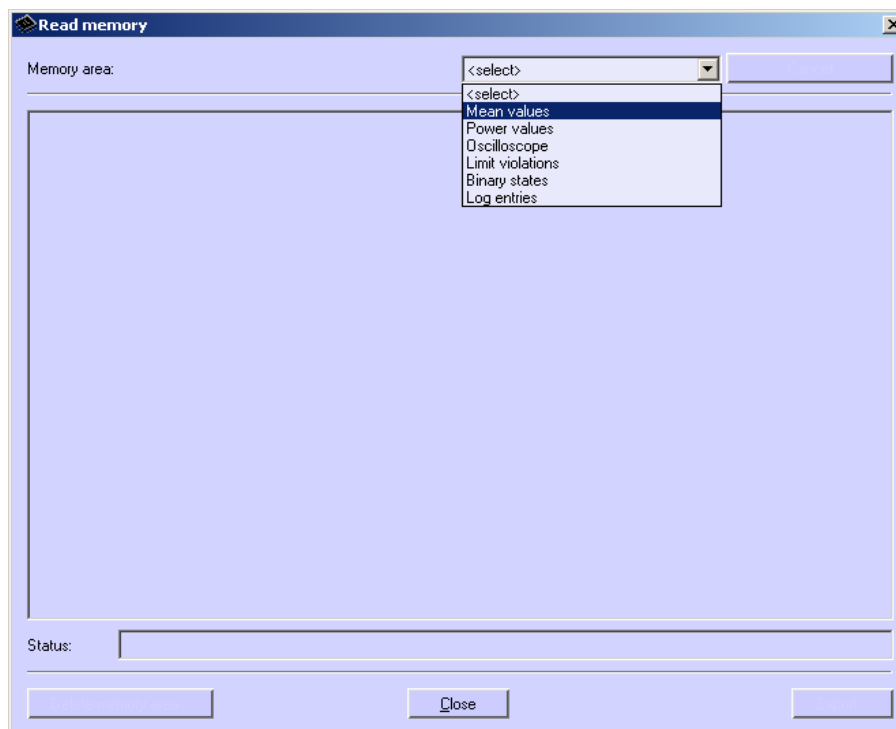 Read memory
Memory area:
<select>
<select>
Mean values
Power values
Oscilloscope
Limit violations
Binary states
Log entries
Status:
Close